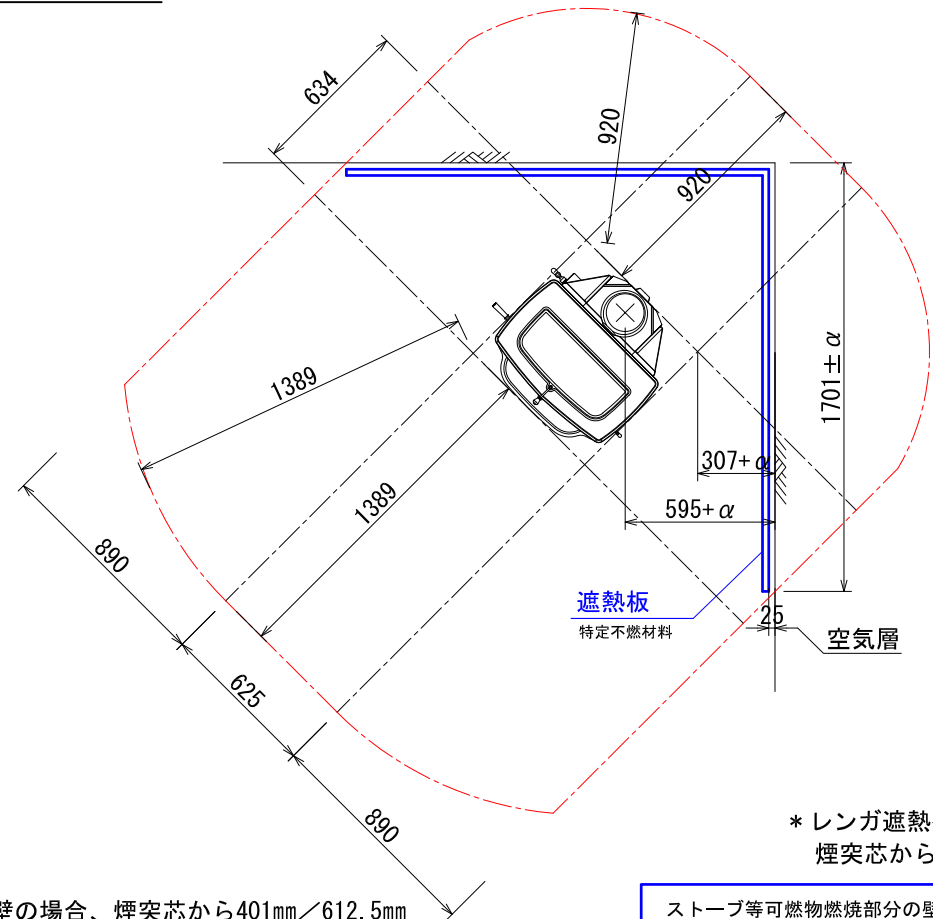 634
920
920
1389
1389
1701±α
307+α
595+α
遮熱板
特定不燃材料
25
空気層
890
625
890
*レンガ遮熱
煙突芯から
壁の場合、煙突芯から401mm/612.5mm
ストーブ等可燃物燃焼部分の壁